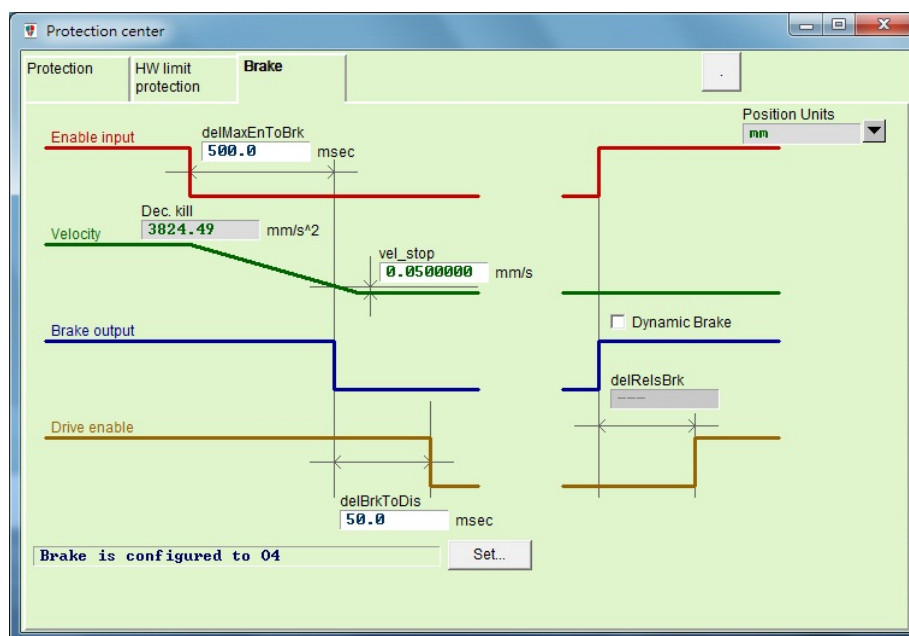 Protection center
Protection
HW limit
protection
Brake
.
Position Units
mm
Enable input
delMaxEnToBrk
500.0 msec
Dec. kill
3824.49 mm/s^2
Velocity
vel_stop
0.0500000 mm/s
Dynamic Brake
Brake output
delRelsBrk
---
Drive enable
delBrkToDis
50.0 msec
Brake is configured to O4
Set...